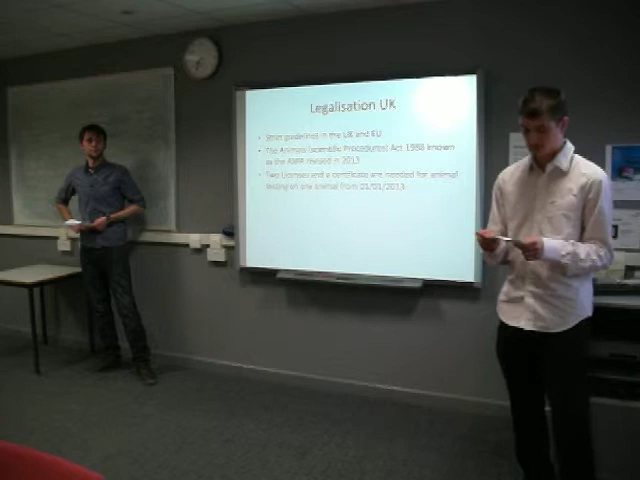 Legalisation UK
• Strict guidelines in the UK and EU
• The Animals (scientific Procedures) Act 1986 known
as the ASPA revised in 2013
• Two Licenses and a certificate are needed for animal
testing on any animal from 01/01/2013.